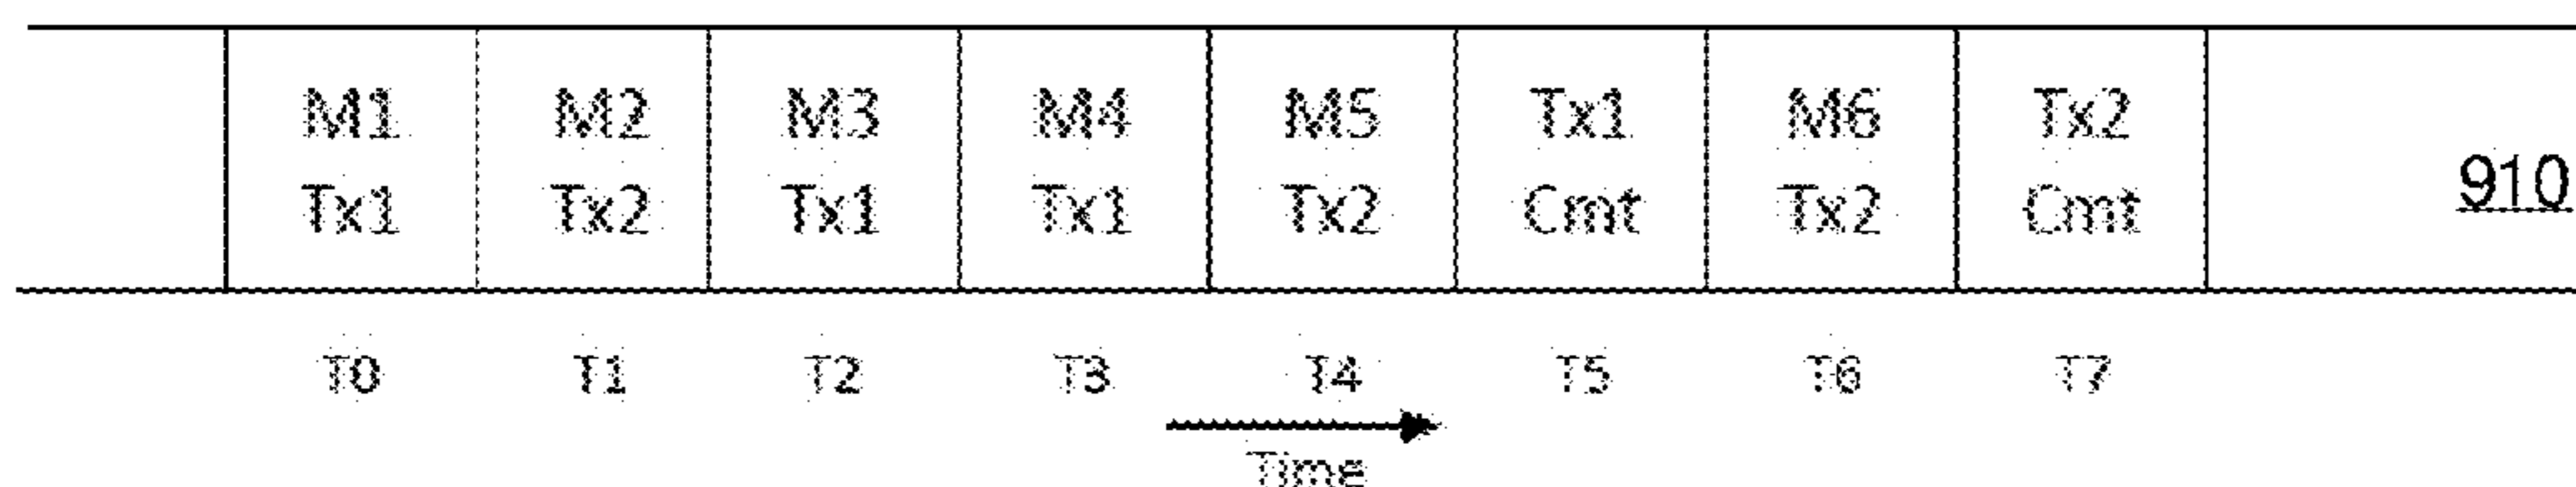 M1 M2 M3 M4 M5 Tx1 M6 Tx2
Tx1 Tx2 Tx1 Tx1 Tx2 Cmt Tx2 Cmt
910
T0 T1 T2 T3 T4 T5 T6 T7
Time